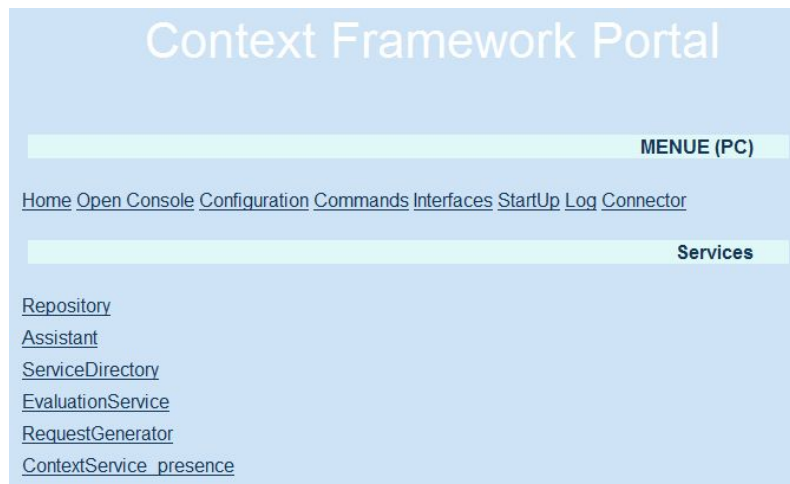 Context Framework Portal
MENUE (PC)
Home Open Console Configuration Commands Interfaces StartUp Log Connector
Services
Repository
Assistant
ServiceDirectory
EvaluationService
RequestGenerator
ContextService_presence